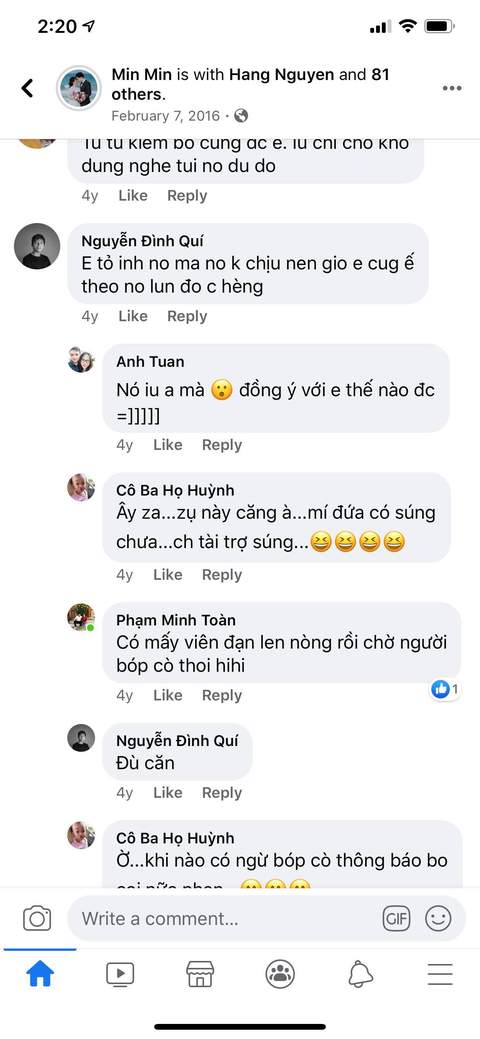 2:20
Min Min is with Hang Nguyen and 81
others.
February 7, 2016 ·
Tu tu kiem bo cung dc e. Iu chi cho kho
dung nghe tui no du do
4y Like Reply
Nguyễn Đình Quí
E tỏ inh no ma no k chịu nen gio e cug ế
theo no lun đo c hèng
4y Like Reply
Anh Tuan
Nó iu a mà 😮 đồng ý với e thế nào đc
=]]]]]
4y Like Reply
Cô Ba Họ Huỳnh
Ây za...zụ này căng à...mí đứa có súng
chưa...ch tài trợ súng...😆😆😆😆
4y Like Reply
Phạm Minh Toàn
Có mấy viên đạn len nòng rồi chờ người
bóp cò thoi hihi
4y Like Reply
1
Nguyễn Đình Quí
Đù căn
4y Like Reply
Cô Ba Họ Huỳnh
Ờ...khi nào có ngừ bóp cò thông báo bo
Write a comment...
GIF